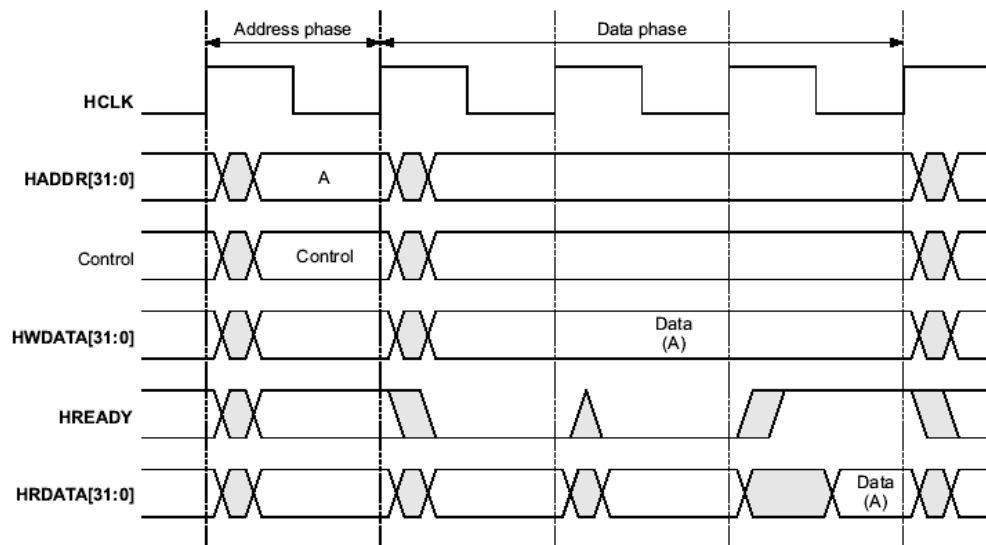 Address phase
Data phase
HCLK
HADDR[31:0]
A
Control
Control
HWDATA[31:0]
Data
(A)
HREADY
HRDATA[31:0]
Data
(A)